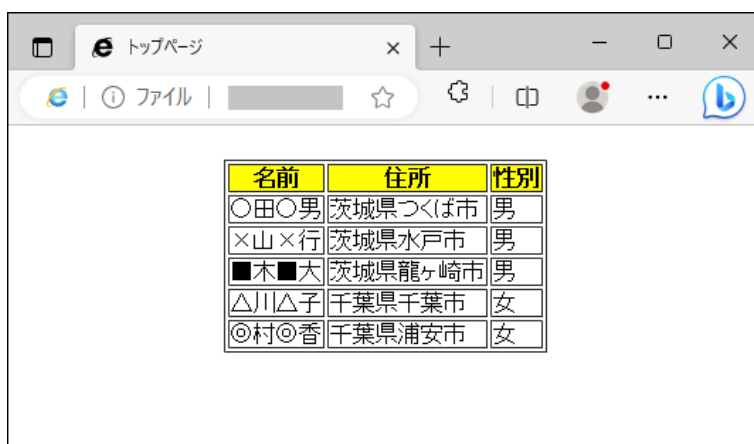 トップページ
ファイル
名前 住所 性別
〇田〇男 茨城県つくば市 男
×山×行 茨城県水戸市 男
■木■大 茨城県龍ヶ崎市 男
△川△子 千葉県千葉市 女
◎村◎香 千葉県浦安市 女